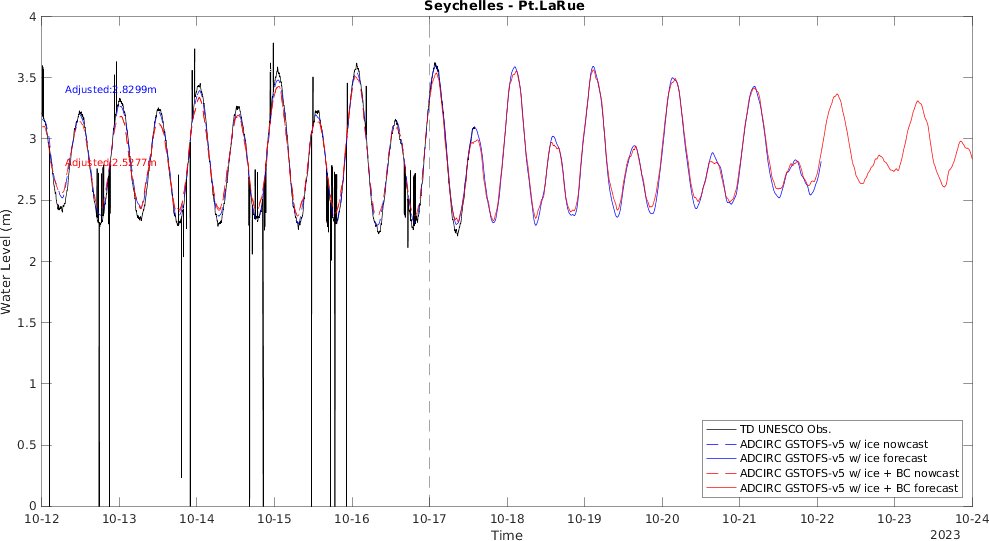 Seychelles - Pt.LaRue
4
3.5
3
2.5
2
1.5
1
0.5
0
Water Level (m)
Adjusted:2.8299m
Adjusted:2.5277m
TD UNESCO Obs.
ADCIRC GSTOFS-v5 w/ ice nowcast
ADCIRC GSTOFS-v5 w/ ice forecast
ADCIRC GSTOFS-v5 w/ ice + BC nowcast
ADCIRC GSTOFS-v5 w/ ice + BC forecast
10-12 10-13 10-14 10-15 10-16 10-17 10-18 10-19 10-20 10-21 10-22 10-23 10-24
Time
2023